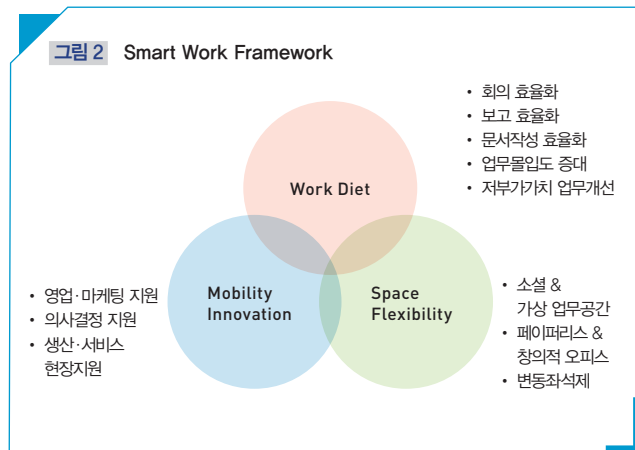 그림 2 Smart Work Framework
• 회의 효율화
• 보고 효율화
• 문서작성 효율화
• 업무몰입도 증대
• 저부가가치 업무개선
Work Diet
• 영업·마케팅 지원
• 의사결정 지원
• 생산·서비스
현장지원
Mobility
Innovation
Space
Flexibility
• 소셜 &
가상 업무공간
• 페이퍼리스 &
창의적 오피스
• 변동좌석제